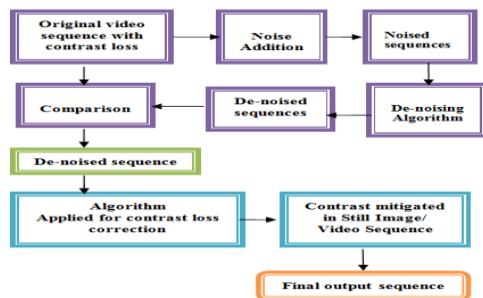 Original video
sequence with
contrast loss
Noise
Addition
Noised
sequences
Comparison
De-noised
sequences
De-noising
Algorithm
De-noised sequence
Algorithm
Applied for contrast loss
correction
Contrast mitigated
in Still Image/
Video Sequence
Final output sequence